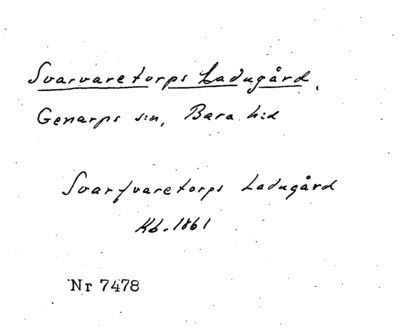 Svarvaretorps Ladugård.
Genarps sn, Bara hd
Svarfvaretorps Ladugård
Kb. 1861
Nr 7478